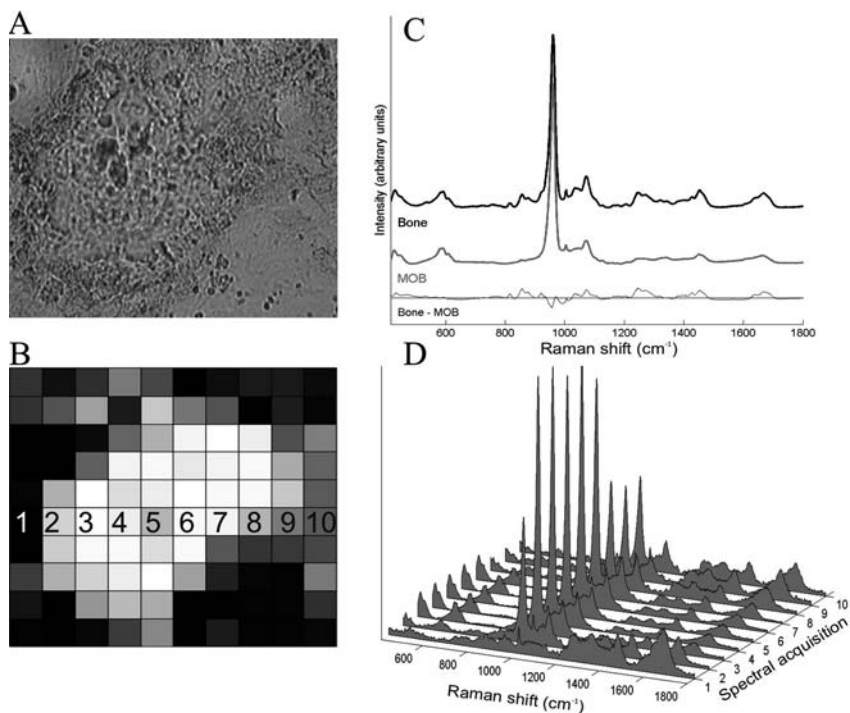 A
C
Intensity (arbitrary units)
Bone
MOB
Bone - MOB
600 800 1000 1200 1400 1600 1800
Raman shift (cm-1)
B
1 2 3 4 5 6 7 8 9 10
D
600 800 1000 1200 1400 1600 1800
Raman shift (cm-1)
1 2 3 4 5 6 7 8 9 10
Spectral acquisition